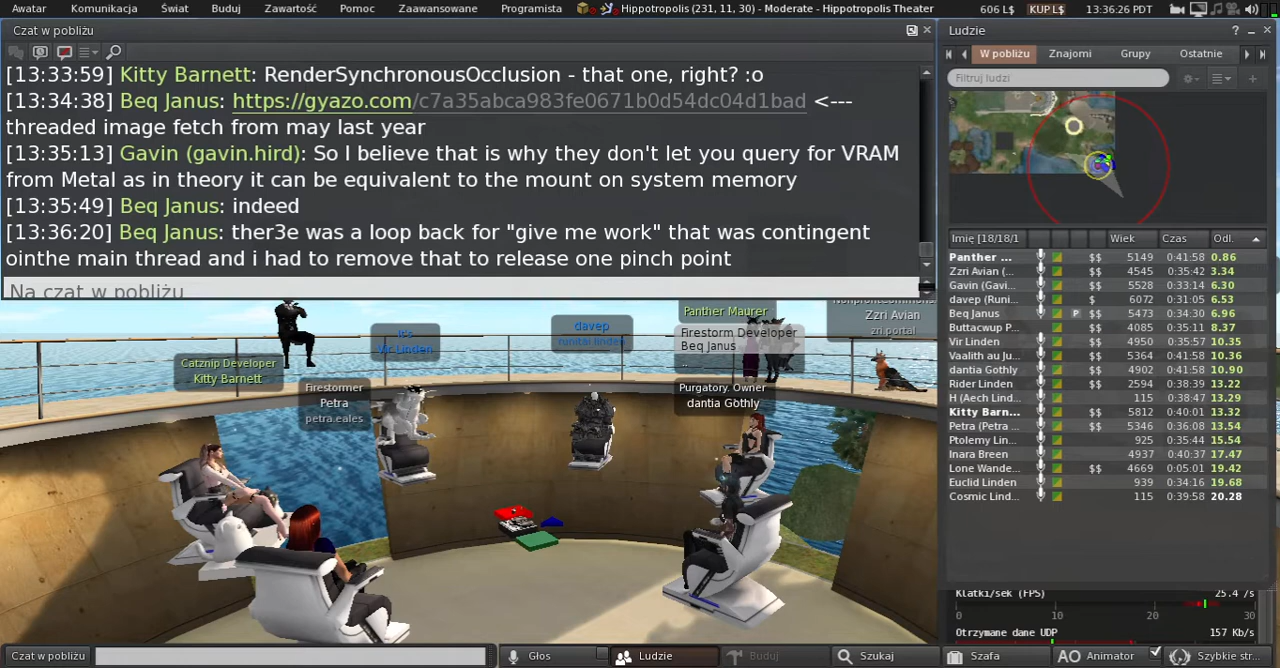 Awatar Komunikacja Świat Buduj Zawartość Pomoc Zaawansowane Programista Hippotropolis (231, 11, 30) - Moderate - Hippotropolis Theater 606 L$ KUP L$ 13:36:26 PDT
Czat w pobliżu
[13:33:59] Kitty Barnett: RenderSynchronousOcclusion - that one, right? :o
[13:34:38] Beq Janus: https://gyazo.com/c7a35abca983fe0671b0d54dc04d1bad <---
threaded image fetch from may last year
[13:35:13] Gavin (gavin.hird): So I believe that is why they don't let you query for VRAM
from Metal as in theory it can be equivalent to the mount on system memory
[13:35:49] Beq Janus: indeed
[13:36:20] Beq Janus: ther3e was a loop back for "give me work" that was contingent
ointhe main thread and i had to remove that to release one pinch point
Na czat w pobliżu
Catznip Developer
Kitty Barnett
Firestormer
Petra
petra.eales
It's
Vir Linden
davep
runitai linden
Panther Maurer
Firestorm Developer
Beq Janus
..
Purgatory. Owner
dantia Gothly
NonprofitCommons
Zzri Avian
zri.portal
Ludzie
W pobliżu Znajomi Grupy Ostatnie
Filtruj ludzi
Imię [18/18/1 Wiek Czas Odl.
Panther ... $$ 5149 0:41:58 0.86
Zzri Avian (... $$ 4545 0:35:42 3.34
Gavin (Gavi... $$ 5528 0:33:14 6.30
davep (Runi... $ 6072 0:31:05 6.53
Beq Janus P $$ 5473 0:34:30 6.96
Buttacwup P... $$ 4085 0:35:11 8.37
Vir Linden $$ 4950 0:35:57 10.35
Vaalith au Ju... $$ 5364 0:41:58 10.36
dantia Gothly $$ 4902 0:41:58 10.90
Rider Linden $$ 2594 0:38:39 13.22
H (Aech Lind... 115 0:38:47 13.29
Kitty Barn... $$ 5812 0:40:01 13.32
Petra (Petra ... $$ 5346 0:36:08 13.54
Ptolemy Lin... 925 0:35:44 15.54
Inara Breen 4937 0:40:37 17.47
Lone Wande... $$ 4669 0:05:01 19.42
Euclid Linden 939 0:34:16 19.68
Cosmic Lind... 115 0:39:58 20.28
Klatki/sek (FPS) 25.4 /s
0 10 20 30
Otrzymane dane UDP 157 Kb/s
Czat w pobliżu Głos Ludzie Buduj Szukaj Szafa AO Animator Szybkie str...